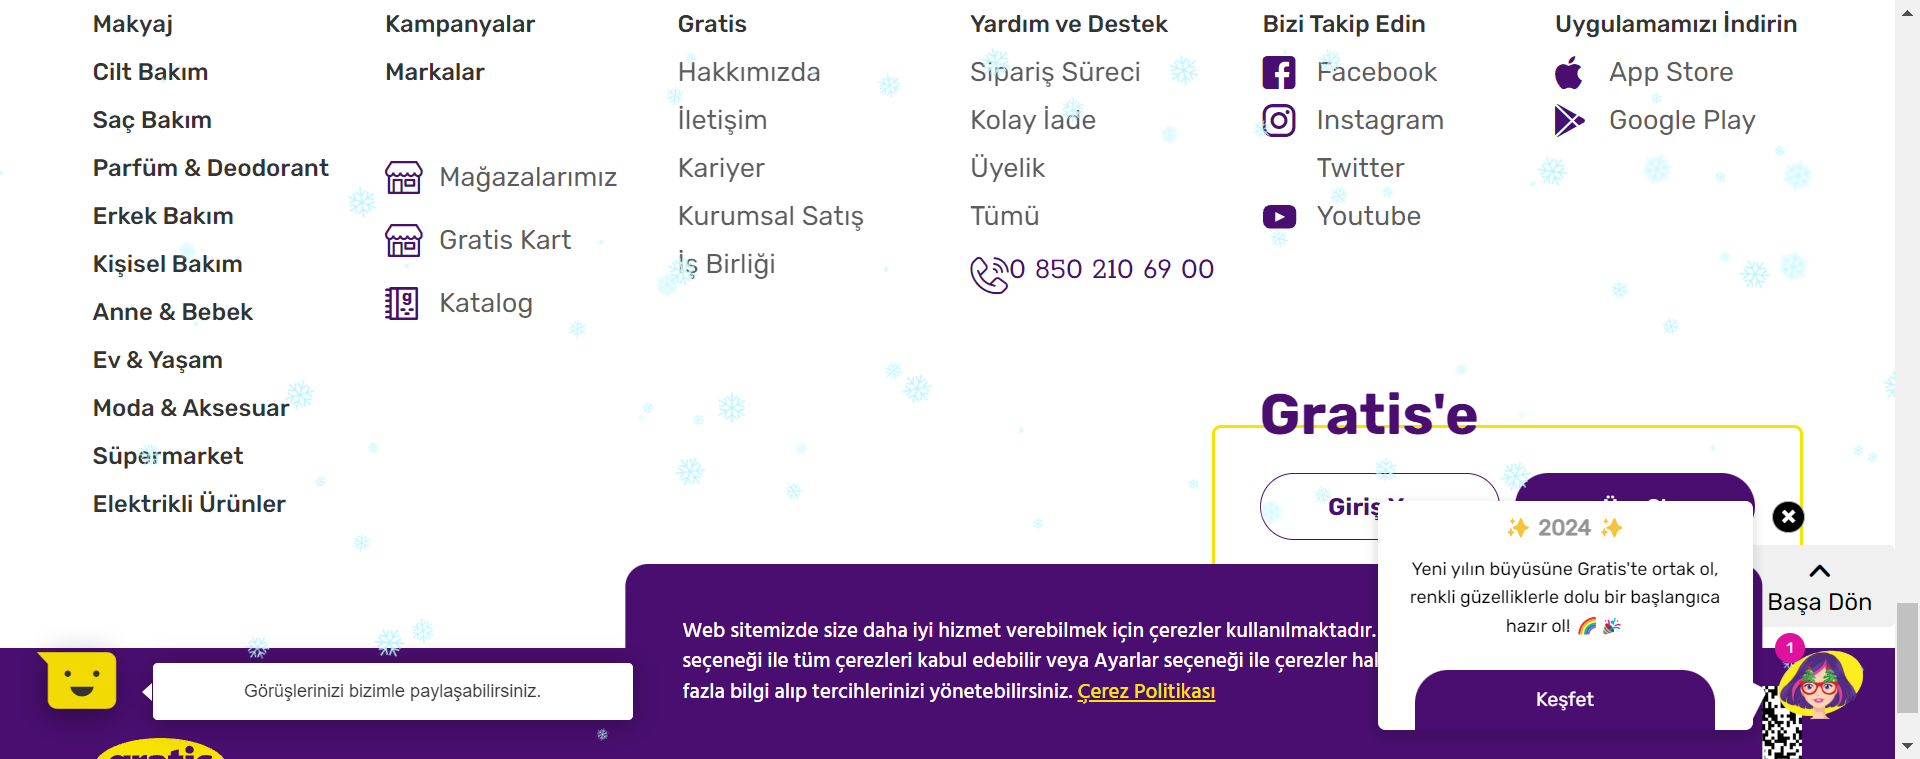 Makyaj
Cilt Bakım
Saç Bakım
Parfüm & Deodorant
Erkek Bakım
Kişisel Bakım
Anne & Bebek
Ev & Yaşam
Moda & Aksesuar
Süpermarket
Elektrikli Ürünler
Kampanyalar
Markalar
Mağazalarımız
Gratis Kart
Katalog
Gratis
Hakkımızda
İletişim
Kariyer
Kurumsal Satış
İş Birliği
Yardım ve Destek
Sipariş Süreci
Kolay İade
Üyelik
Tümü
0 850 210 69 00
Bizi Takip Edin
Facebook
Instagram
Twitter
Youtube
Uygulamamızı İndirin
App Store
Google Play
Gratis'e
Giriş
✨ 2024 ✨
Yeni yılın büyüsüne Gratis'te ortak ol,
renkli güzelliklerle dolu bir başlangıca
hazır ol! 🌈 🎉
Keşfet
Başa Dön
1
Web sitemizde size daha iyi hizmet verebilmek için çerezler kullanılmaktadır.
seçeneği ile tüm çerezleri kabul edebilir veya Ayarlar seçeneği ile çerezler
fazla bilgi alıp tercihlerinizi yönetebilirsiniz. Çerez Politikası
Görüşlerinizi bizimle paylaşabilirsiniz.
gratis